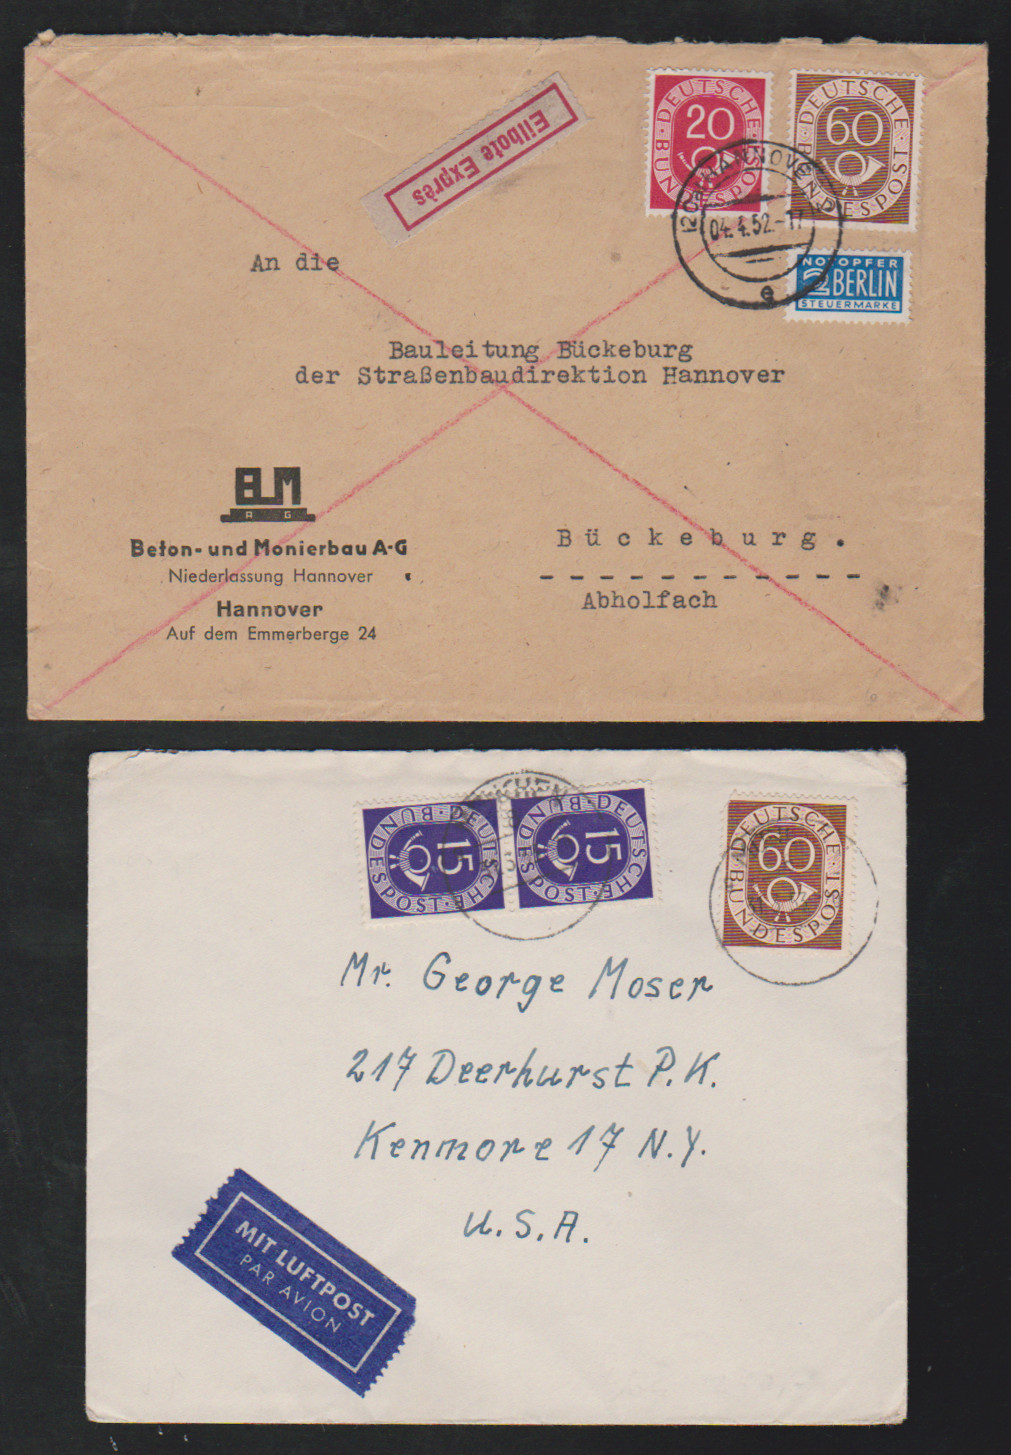 Eilbote Exprès
20
DEUTSCHE
BUNDESPOST
60
DEUTSCHE
BUNDESPOST
HANNOVER
04.4.52.-17
e
NOTOPFER
2 BERLIN
STEUERMARKE
An die
Bauleitung Bückeburg
der Straßenbaudirektion Hannover
BuM
AG
Beton- und Monierbau A-G
Niederlassung Hannover
Hannover
Auf dem Emmerberge 24
Bückeburg.
Abholfach
15
DEUTSCHE
BUNDESPOST
15
DEUTSCHE
BUNDESPOST
60
DEUTSCHE
BUNDESPOST
Mr. George Moser
217 Deerhurst P.K.
Kenmore 17 N.Y.
U.S.A.
MIT LUFTPOST
PAR AVION